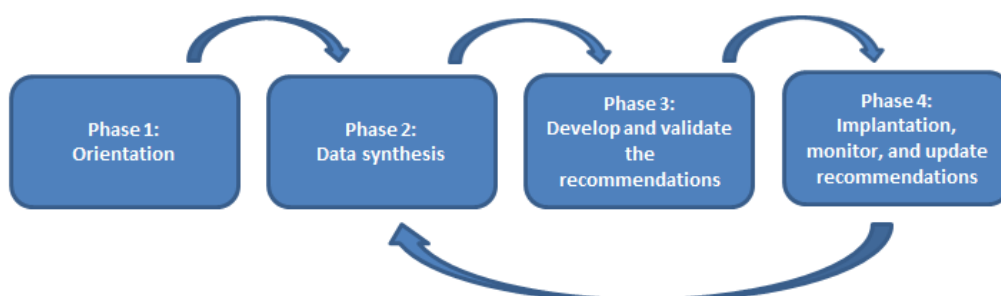 Phase 1:
Orientation
Phase 2:
Data synthesis
Phase 3:
Develop and validate
the
recommendations
Phase 4:
Implantation,
monitor, and update
recommendations